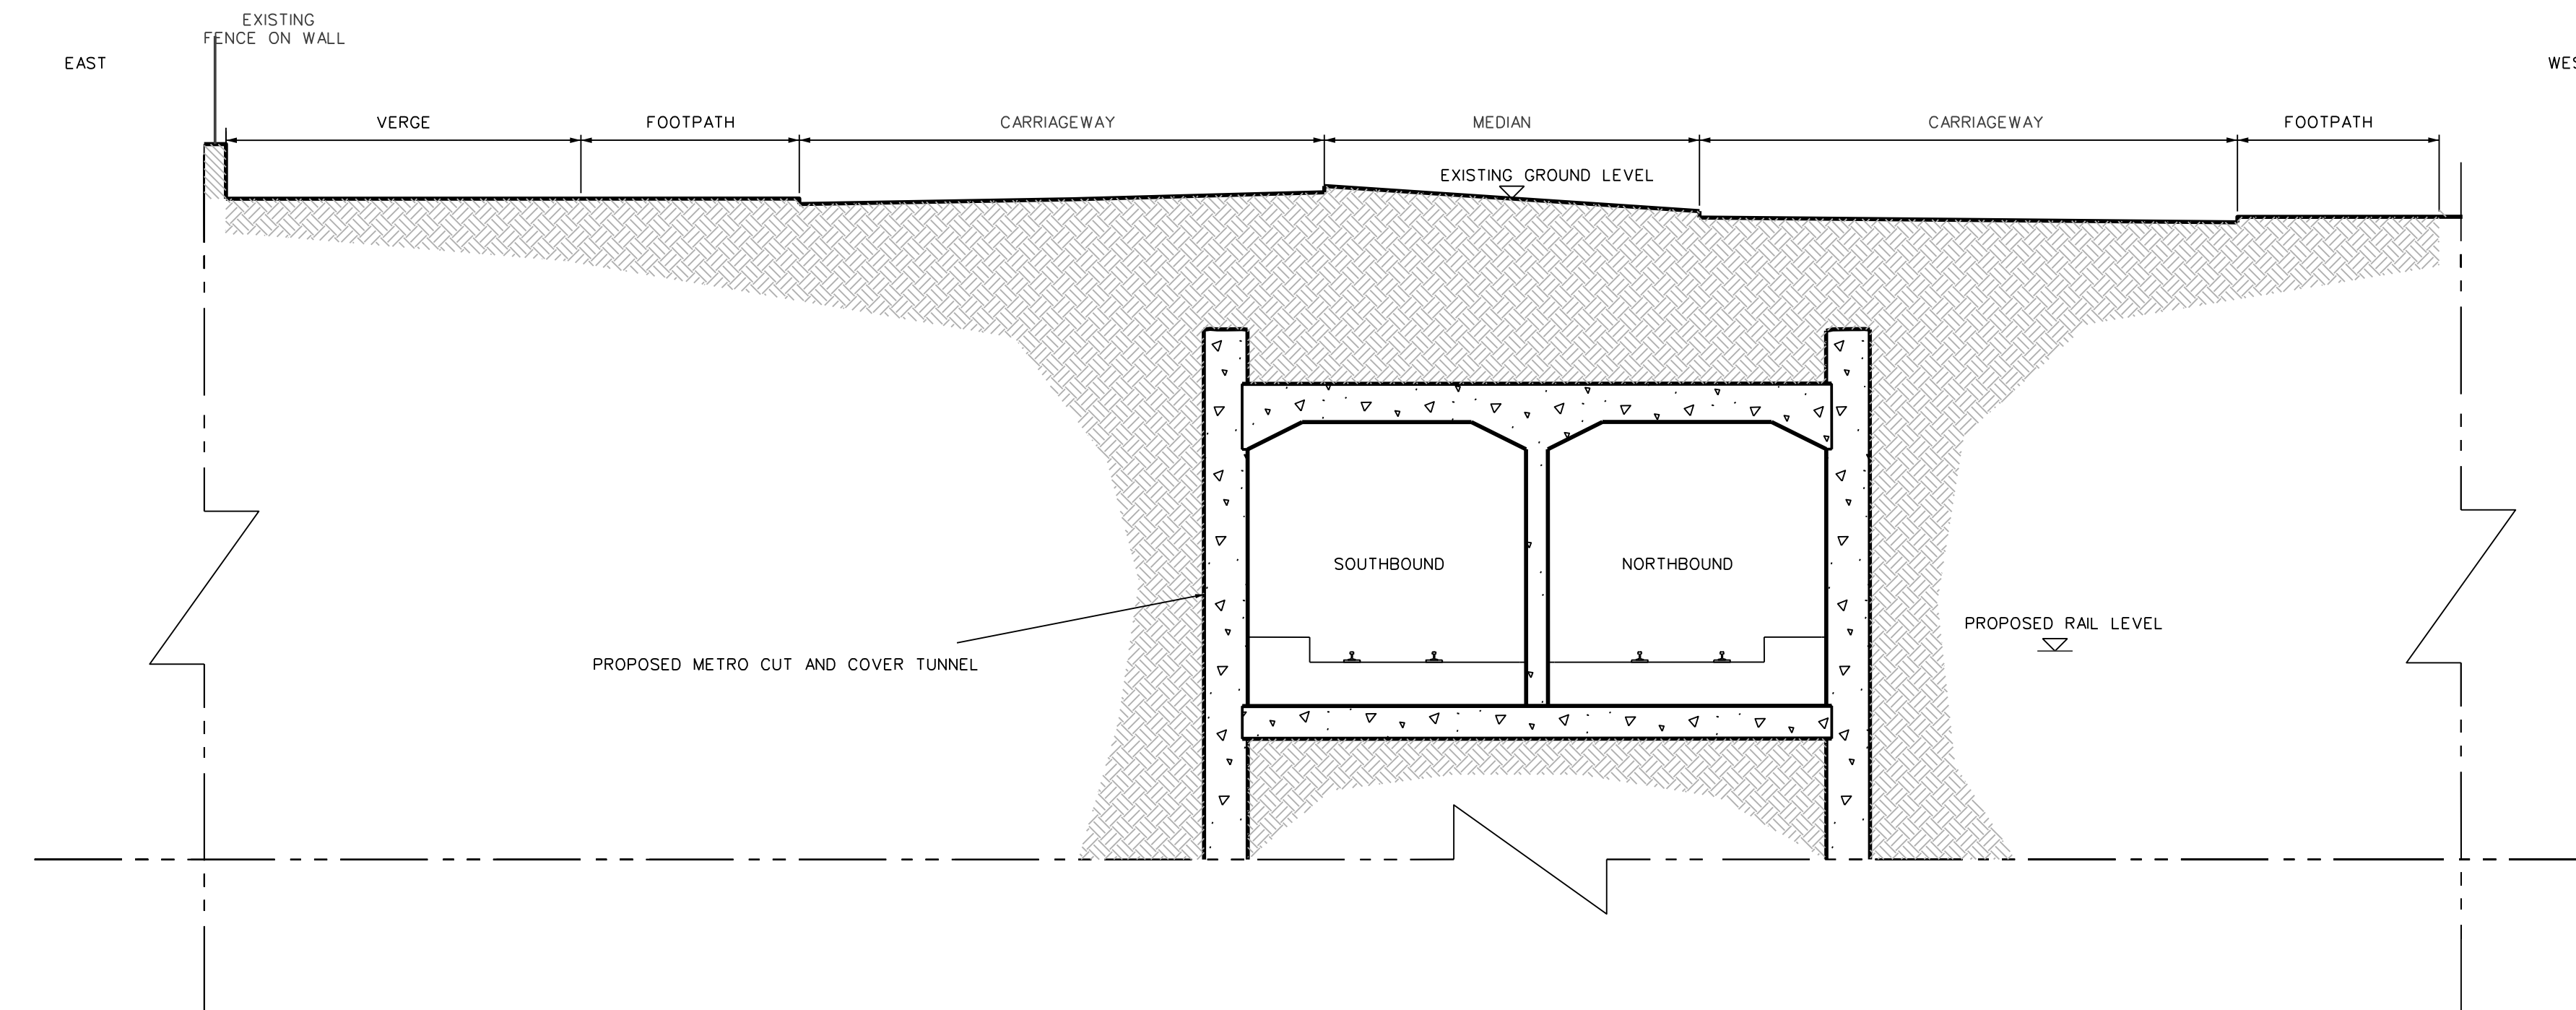 EXISTING
FENCE ON WALL
EAST
WES
VERGE
FOOTPATH
CARRIAGEWAY
MEDIAN
CARRIAGEWAY
FOOTPATH
EXISTING GROUND LEVEL
SOUTHBOUND
NORTHBOUND
PROPOSED RAIL LEVEL
PROPOSED METRO CUT AND COVER TUNNEL